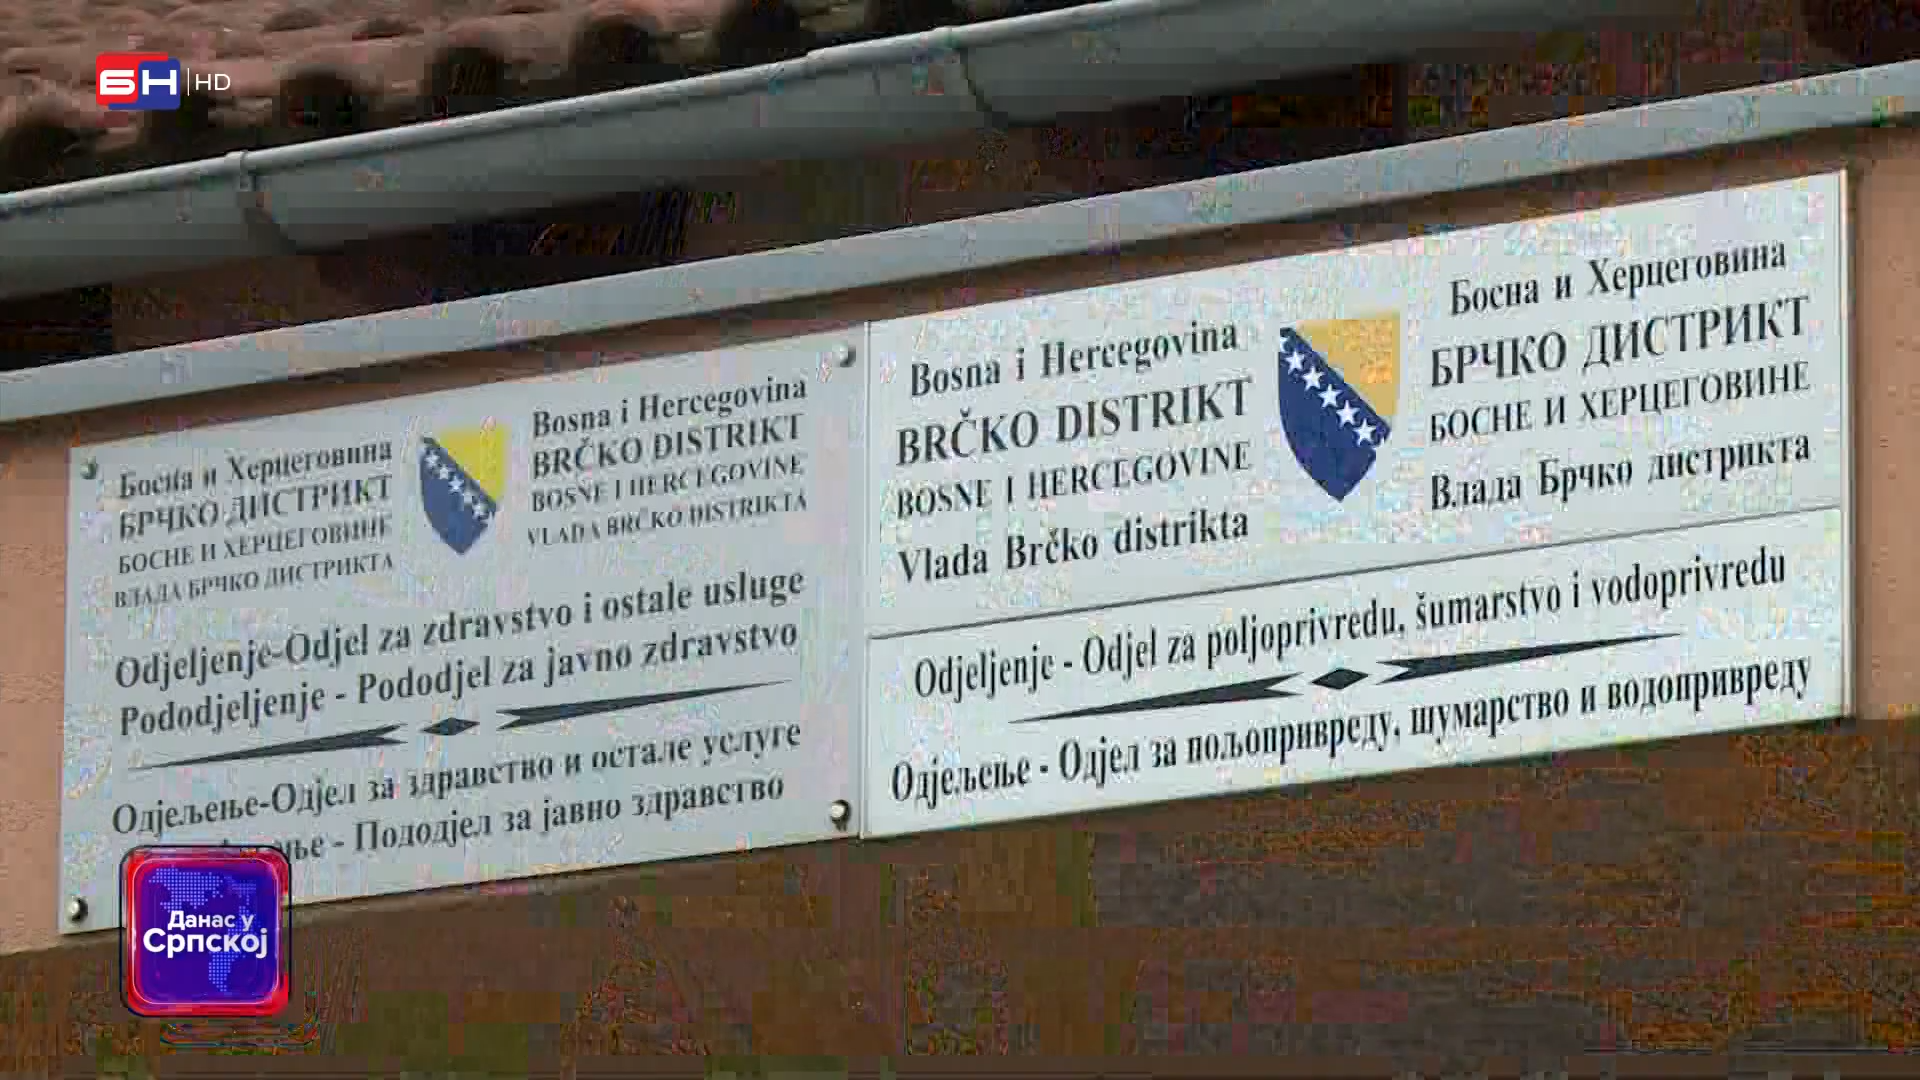 БН HD
Босна и Херцеговина
БРЧКО ДИСТРИКТ
БОСНЕ И ХЕРЦЕГОВИНЕ
ВЛАДА БРЧКО ДИСТРИКТА
Bosna i Hercegovina
BRČKO DISTRIKT
BOSNE I HERCEGOVINE
VLADA BRČKO DISTRIKTA
Odjeljenje-Odjel za zdravstvo i ostale usluge
Pododjeljenje - Pododjel za javno zdravstvo
Одјељење-Одјел за здравство и остале услуге
- Пододјел за јавно здравство
Bosna i Hercegovina
BRČKO DISTRIKT
BOSNE I HERCEGOVINE
Vlada Brčko distrikta
Босна и Херцеговина
БРЧКО ДИСТРИКТ
БОСНЕ И ХЕРЦЕГОВИНЕ
Влада Брчко дистрикта
Odjeljenje - Odjel za poljoprivredu, šumarstvo i vodoprivredu
Одјељење - Одјел за пољопривреду, шумарство и водопривреду
Данас у
Српској